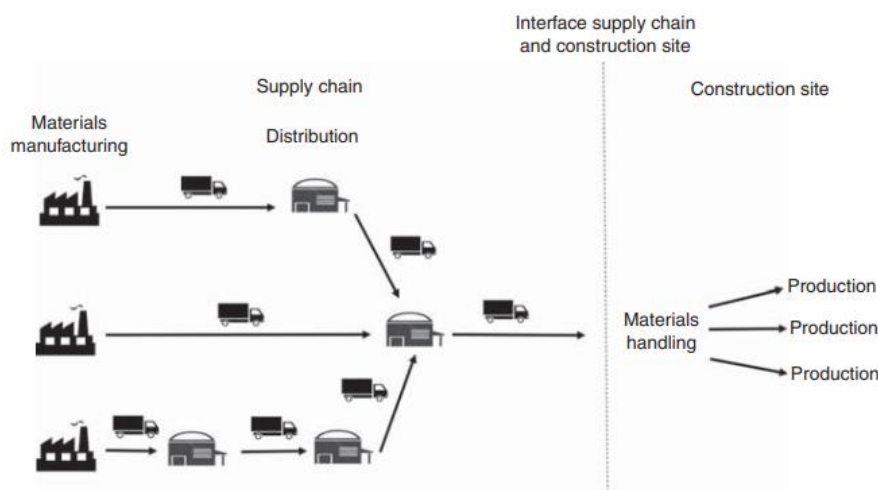 Interface supply chain
and construction site
Supply chain
Construction site
Materials
manufacturing
Distribution
Production
Materials
handling
Production
Production